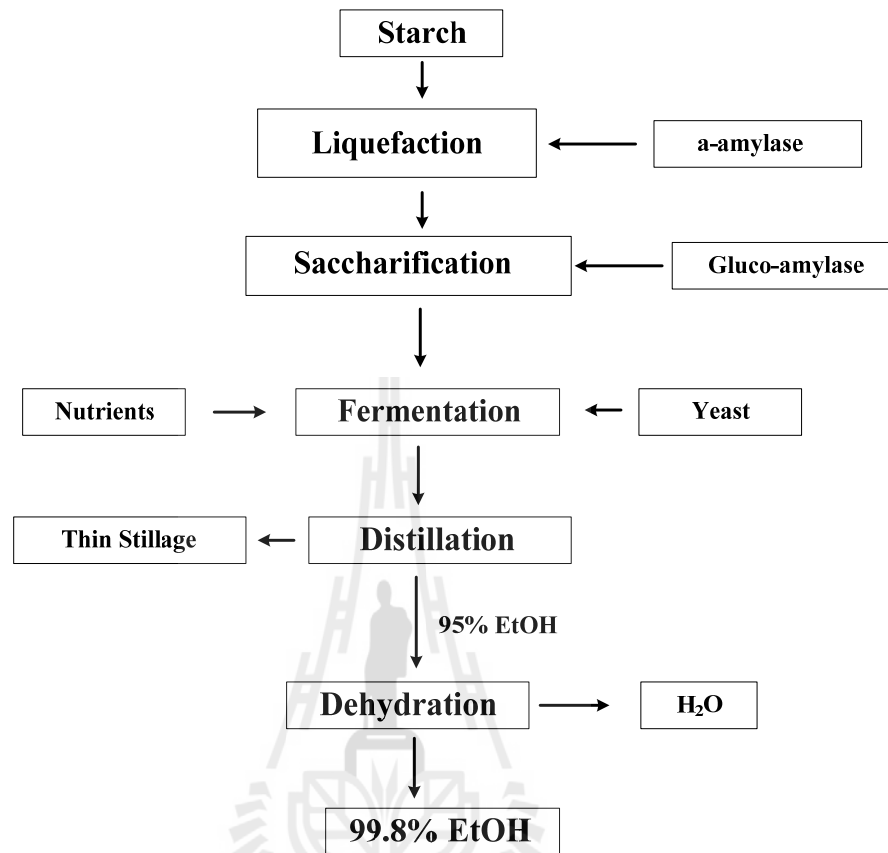 Starch
Liquefaction
a-amylase
Saccharification
Gluco-amylase
Nutrients
Fermentation
Yeast
Thin Stillage
Distillation
95% EtOH
Dehydration
H₂O
99.8% EtOH